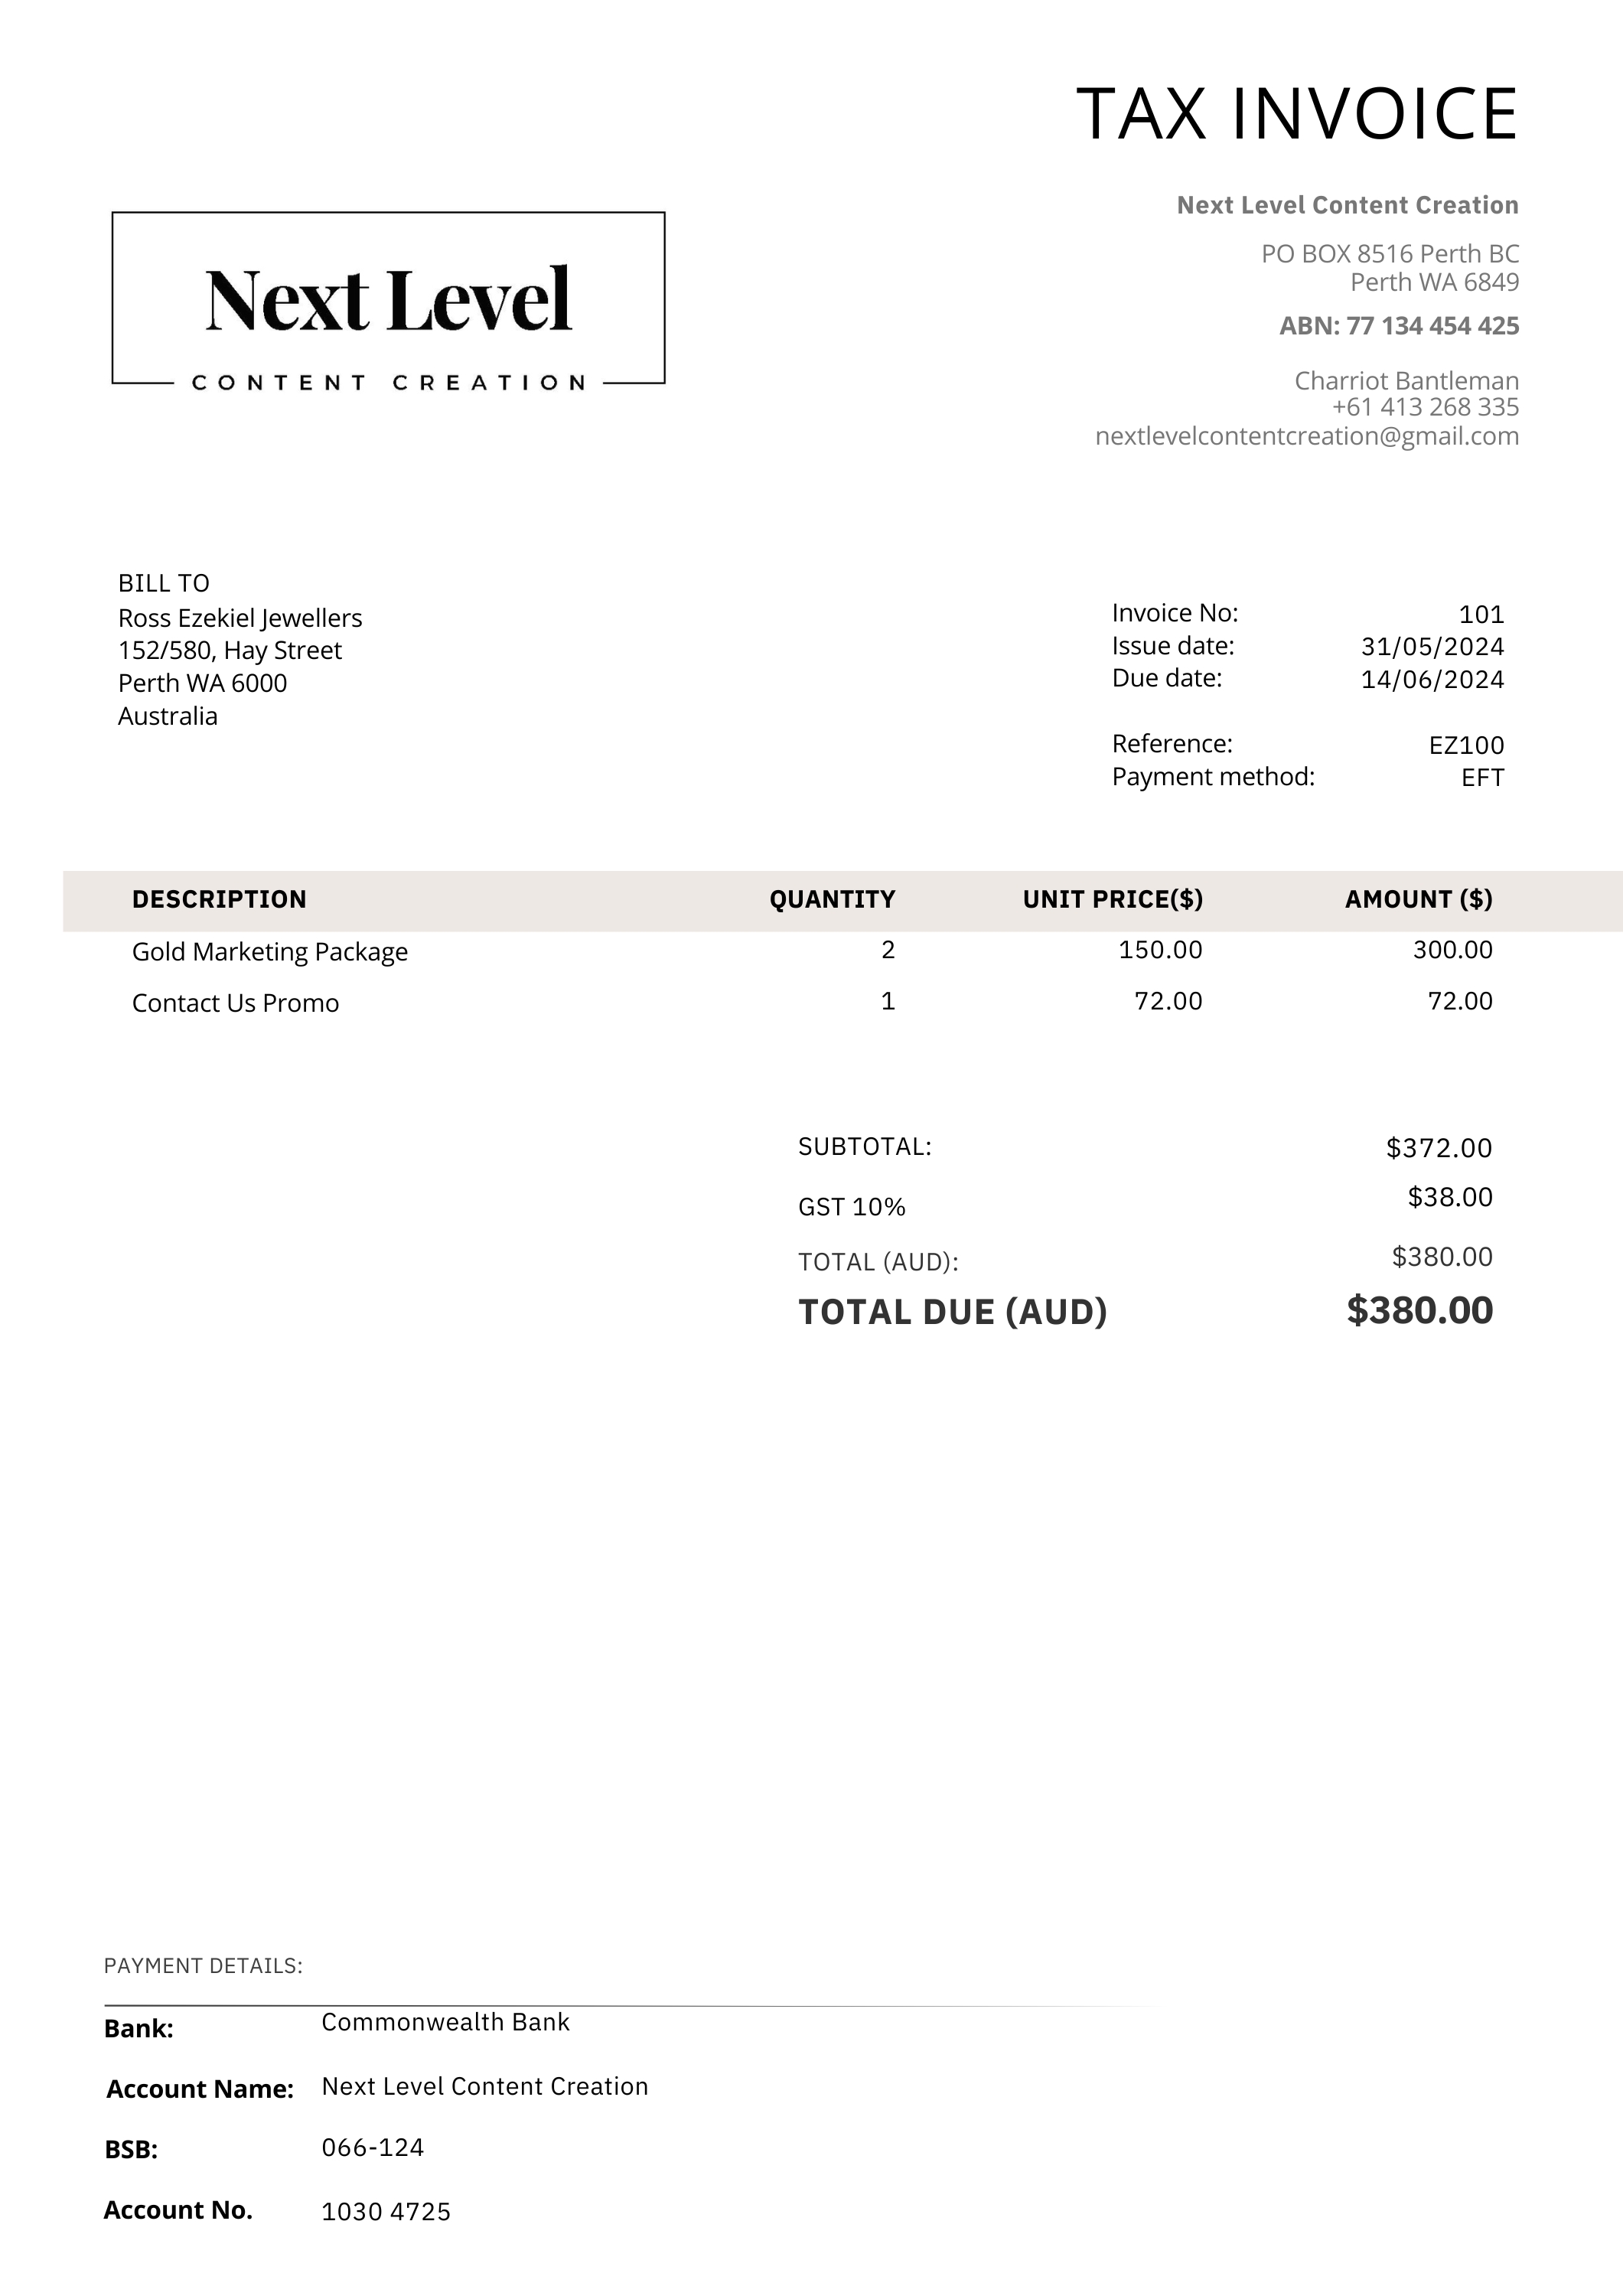 TAX INVOICE
Next Level
CONTENT CREATION
Next Level Content Creation
PO BOX 8516 Perth BC
Perth WA 6849
ABN: 77 134 454 425
Charriot Bantleman
+61 413 268 335
nextlevelcontentcreation@gmail.com
BILL TO
Ross Ezekiel Jewellers
152/580, Hay Street
Perth WA 6000
Australia
Invoice No: 101
Issue date: 31/05/2024
Due date: 14/06/2024
Reference: EZ100
Payment method: EFT
DESCRIPTION QUANTITY UNIT PRICE($) AMOUNT ($)
Gold Marketing Package 2 150.00 300.00
Contact Us Promo 1 72.00 72.00
SUBTOTAL: $372.00
GST 10% $38.00
TOTAL (AUD): $380.00
TOTAL DUE (AUD) $380.00
PAYMENT DETAILS:
Bank: Commonwealth Bank
Account Name: Next Level Content Creation
BSB: 066-124
Account No. 1030 4725